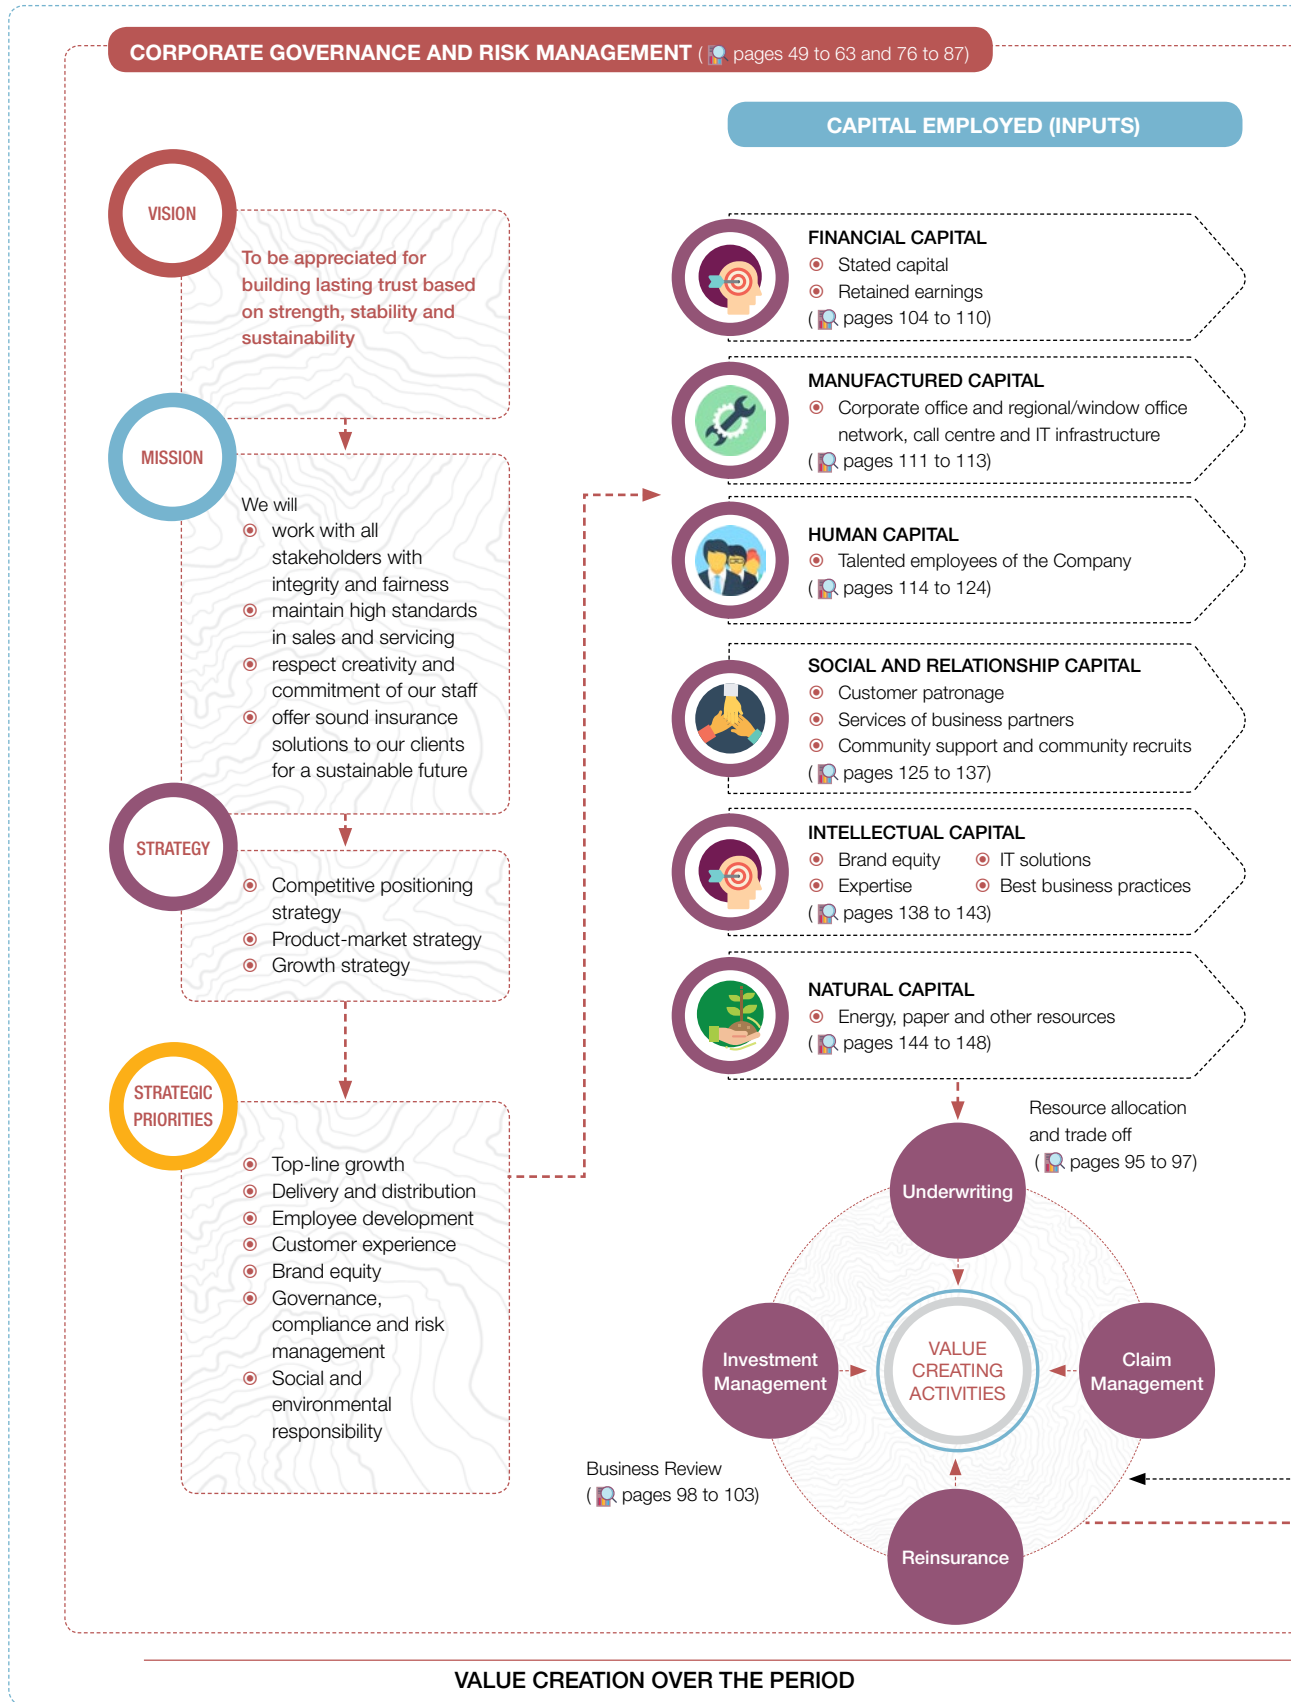 CORPORATE GOVERNANCE AND RISK MANAGEMENT ( pages 49 to 63 and 76 to 87)
VISION
To be appreciated for
building lasting trust based
on strength, stability and
sustainability
MISSION
We will
work with all
stakeholders with
integrity and fairness
maintain high standards
in sales and servicing
respect creativity and
commitment of our staff
offer sound insurance
solutions to our clients
for a sustainable future
STRATEGY
Competitive positioning
strategy
Product-market strategy
Growth strategy
STRATEGIC
PRIORITIES
Top-line growth
Delivery and distribution
Employee development
Customer experience
Brand equity
Governance,
compliance and risk
management
Social and
environmental
responsibility
CAPITAL EMPLOYED (INPUTS)
FINANCIAL CAPITAL
Stated capital
Retained earnings
( pages 104 to 110)
MANUFACTURED CAPITAL
Corporate office and regional/window office
network, call centre and IT infrastructure
( pages 111 to 113)
HUMAN CAPITAL
Talented employees of the Company
( pages 114 to 124)
SOCIAL AND RELATIONSHIP CAPITAL
Customer patronage
Services of business partners
Community support and community recruits
( pages 125 to 137)
INTELLECTUAL CAPITAL
Brand equity IT solutions
Expertise Best business practices
( pages 138 to 143)
NATURAL CAPITAL
Energy, paper and other resources
( pages 144 to 148)
Resource allocation
and trade off
( pages 95 to 97)
Underwriting
Investment
Management
VALUE
CREATING
ACTIVITIES
Claim
Management
Business Review
( pages 98 to 103)
Reinsurance
VALUE CREATION OVER THE PERIOD